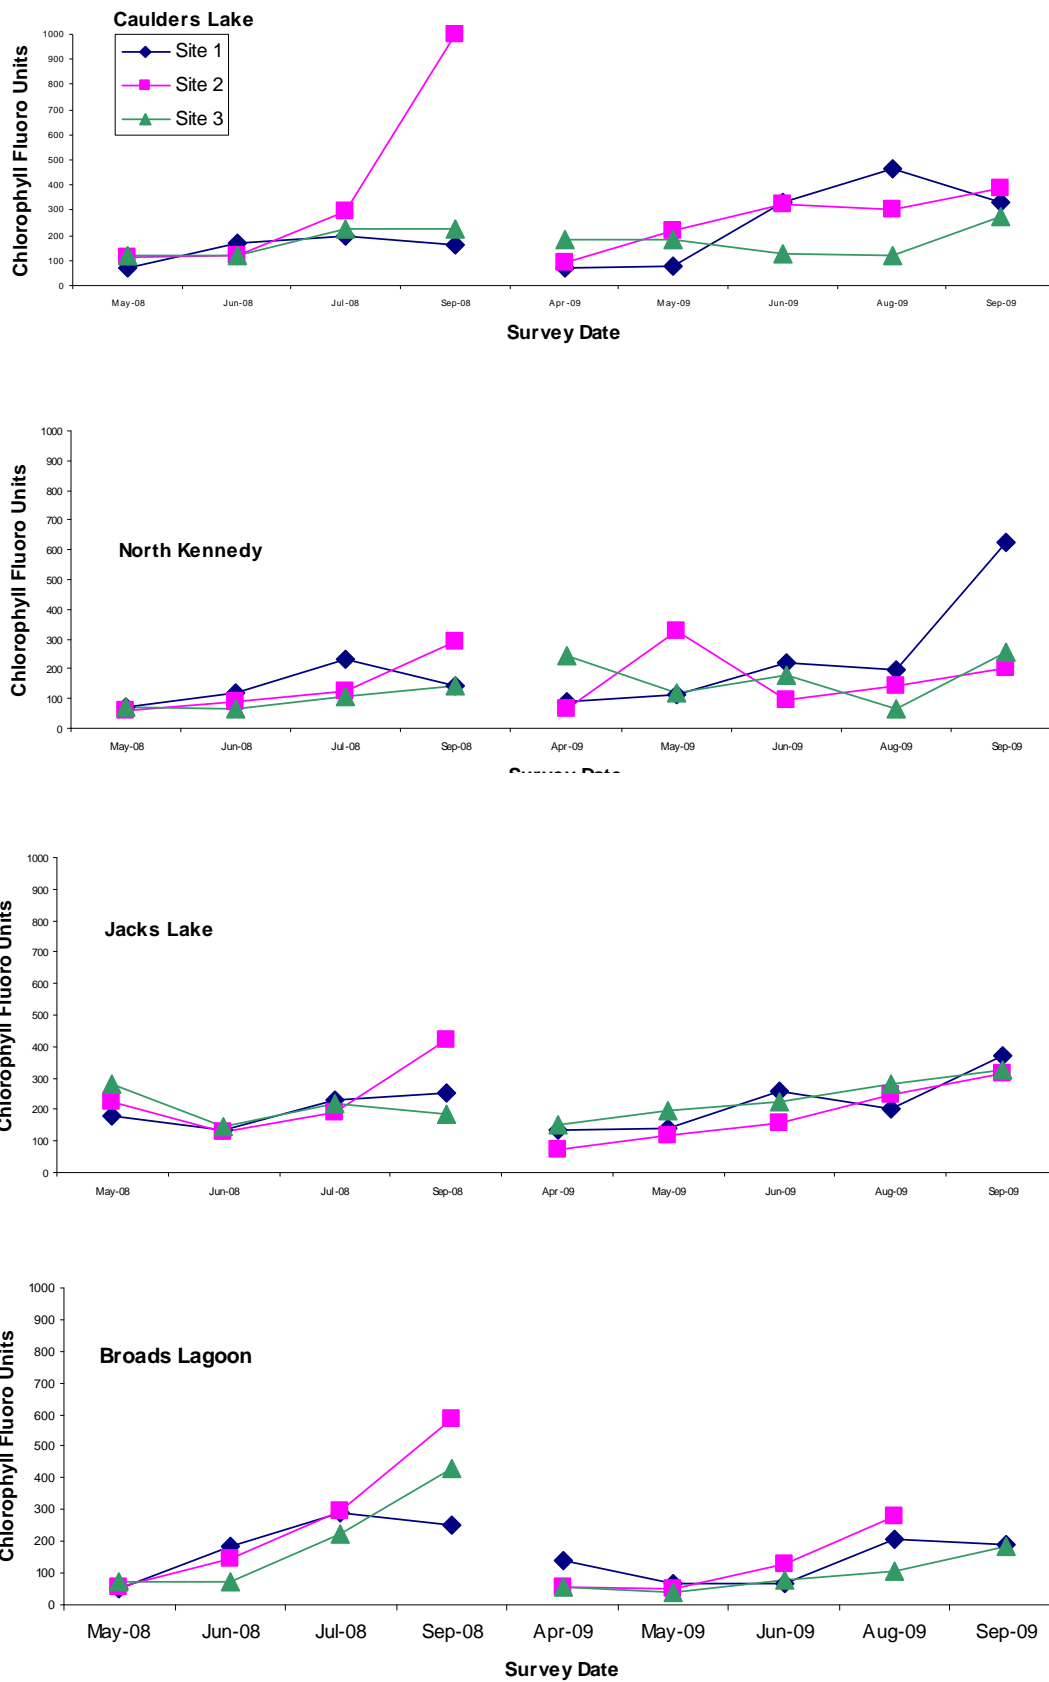 Caulders Lake
Chlorophyll Fluoro Units
1000
900
800
700
600
500
400
300
200
100
0
Site 1
Site 2
Site 3
May-08 Jun-08 Jul-08 Sep-08 Apr-09 May-09 Jun-09 Aug-09 Sep-09
Survey Date
Chlorophyll Fluoro Units
1000
900
800
700
600
500
400
300
200
100
0
North Kennedy
May-08 Jun-08 Jul-08 Sep-08 Apr-09 May-09 Jun-09 Aug-09 Sep-09
Survey Date
Chlorophyll Fluoro Units
1000
900
800
700
600
500
400
300
200
100
0
Jacks Lake
May-08 Jun-08 Jul-08 Sep-08 Apr-09 May-09 Jun-09 Aug-09 Sep-09
Chlorophyll Fluoro Units
1000
900
800
700
600
500
400
300
200
100
0
Broads Lagoon
May-08 Jun-08 Jul-08 Sep-08 Apr-09 May-09 Jun-09 Aug-09 Sep-09
Survey Date